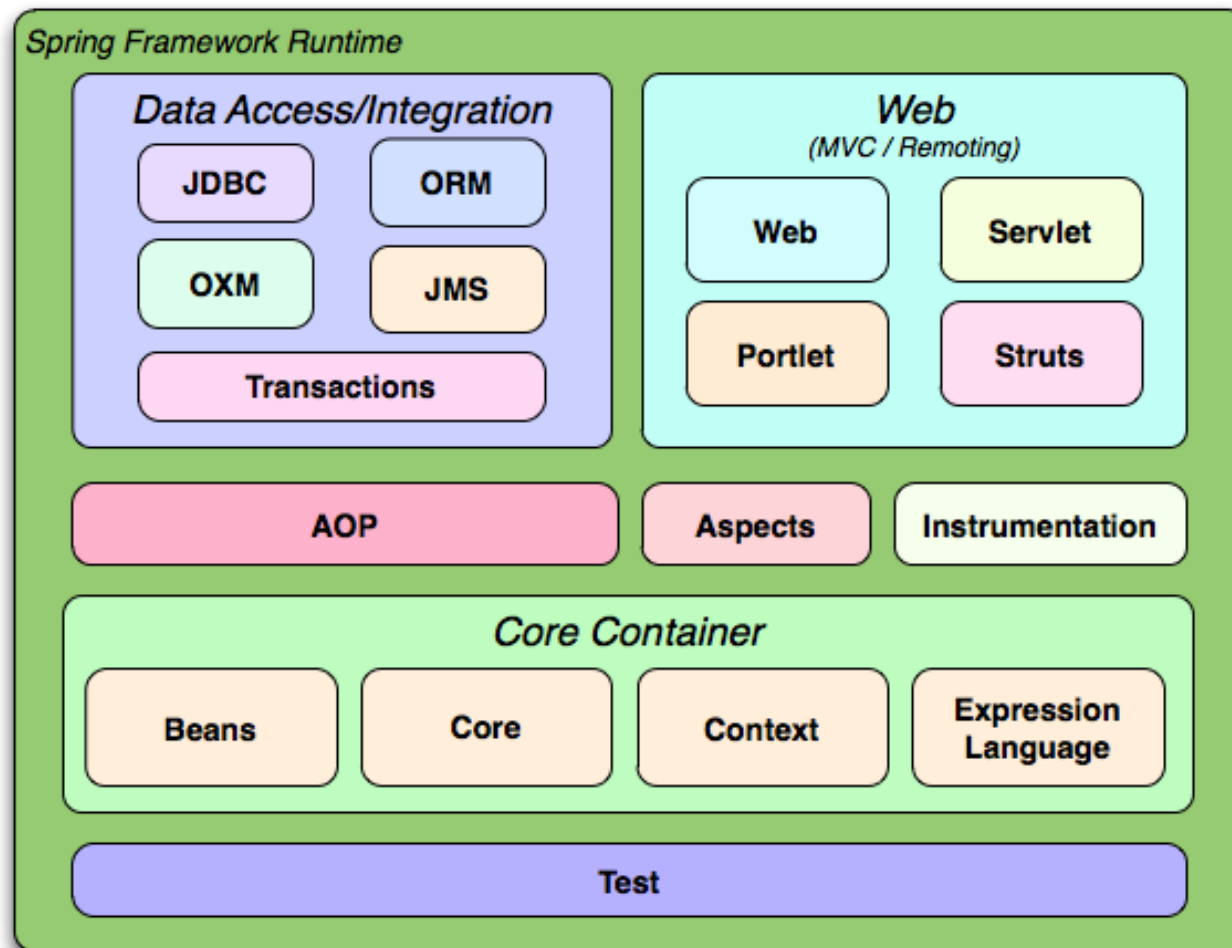 Spring Framework Runtime
Data Access/Integration
JDBC
ORM
OXM
JMS
Transactions
Web
(MVC / Remoting)
Web
Servlet
Portlet
Struts
AOP
Aspects
Instrumentation
Core Container
Beans
Core
Context
Expression
Language
Test